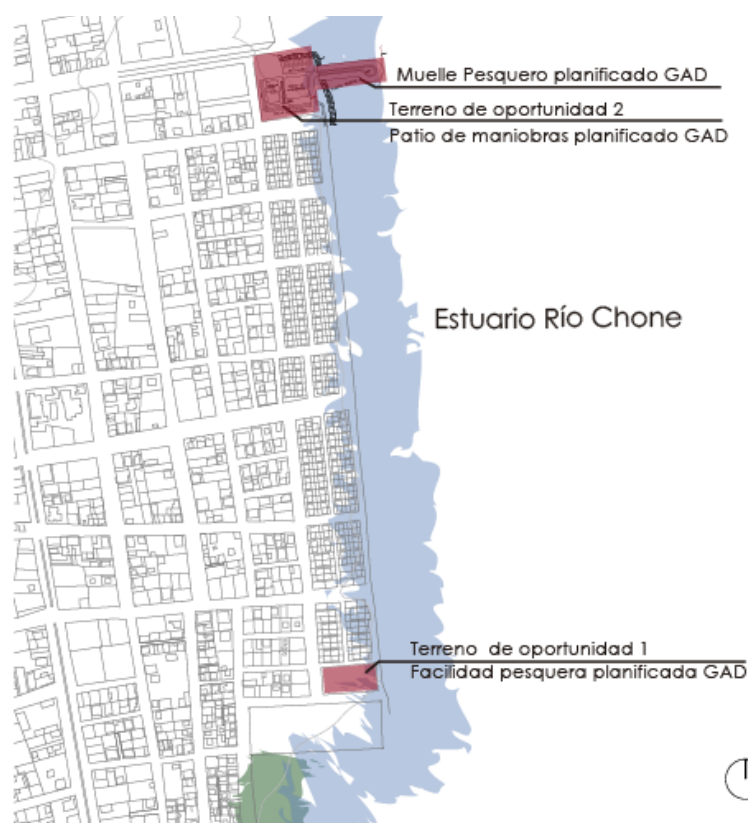 Muelle Pesquero planificado GAD
Terreno de oportunidad 2
Patio de maniobras planificado GAD
Estuario Río Chone
Terreno de oportunidad 1
Facilidad pesquera planificada GAD